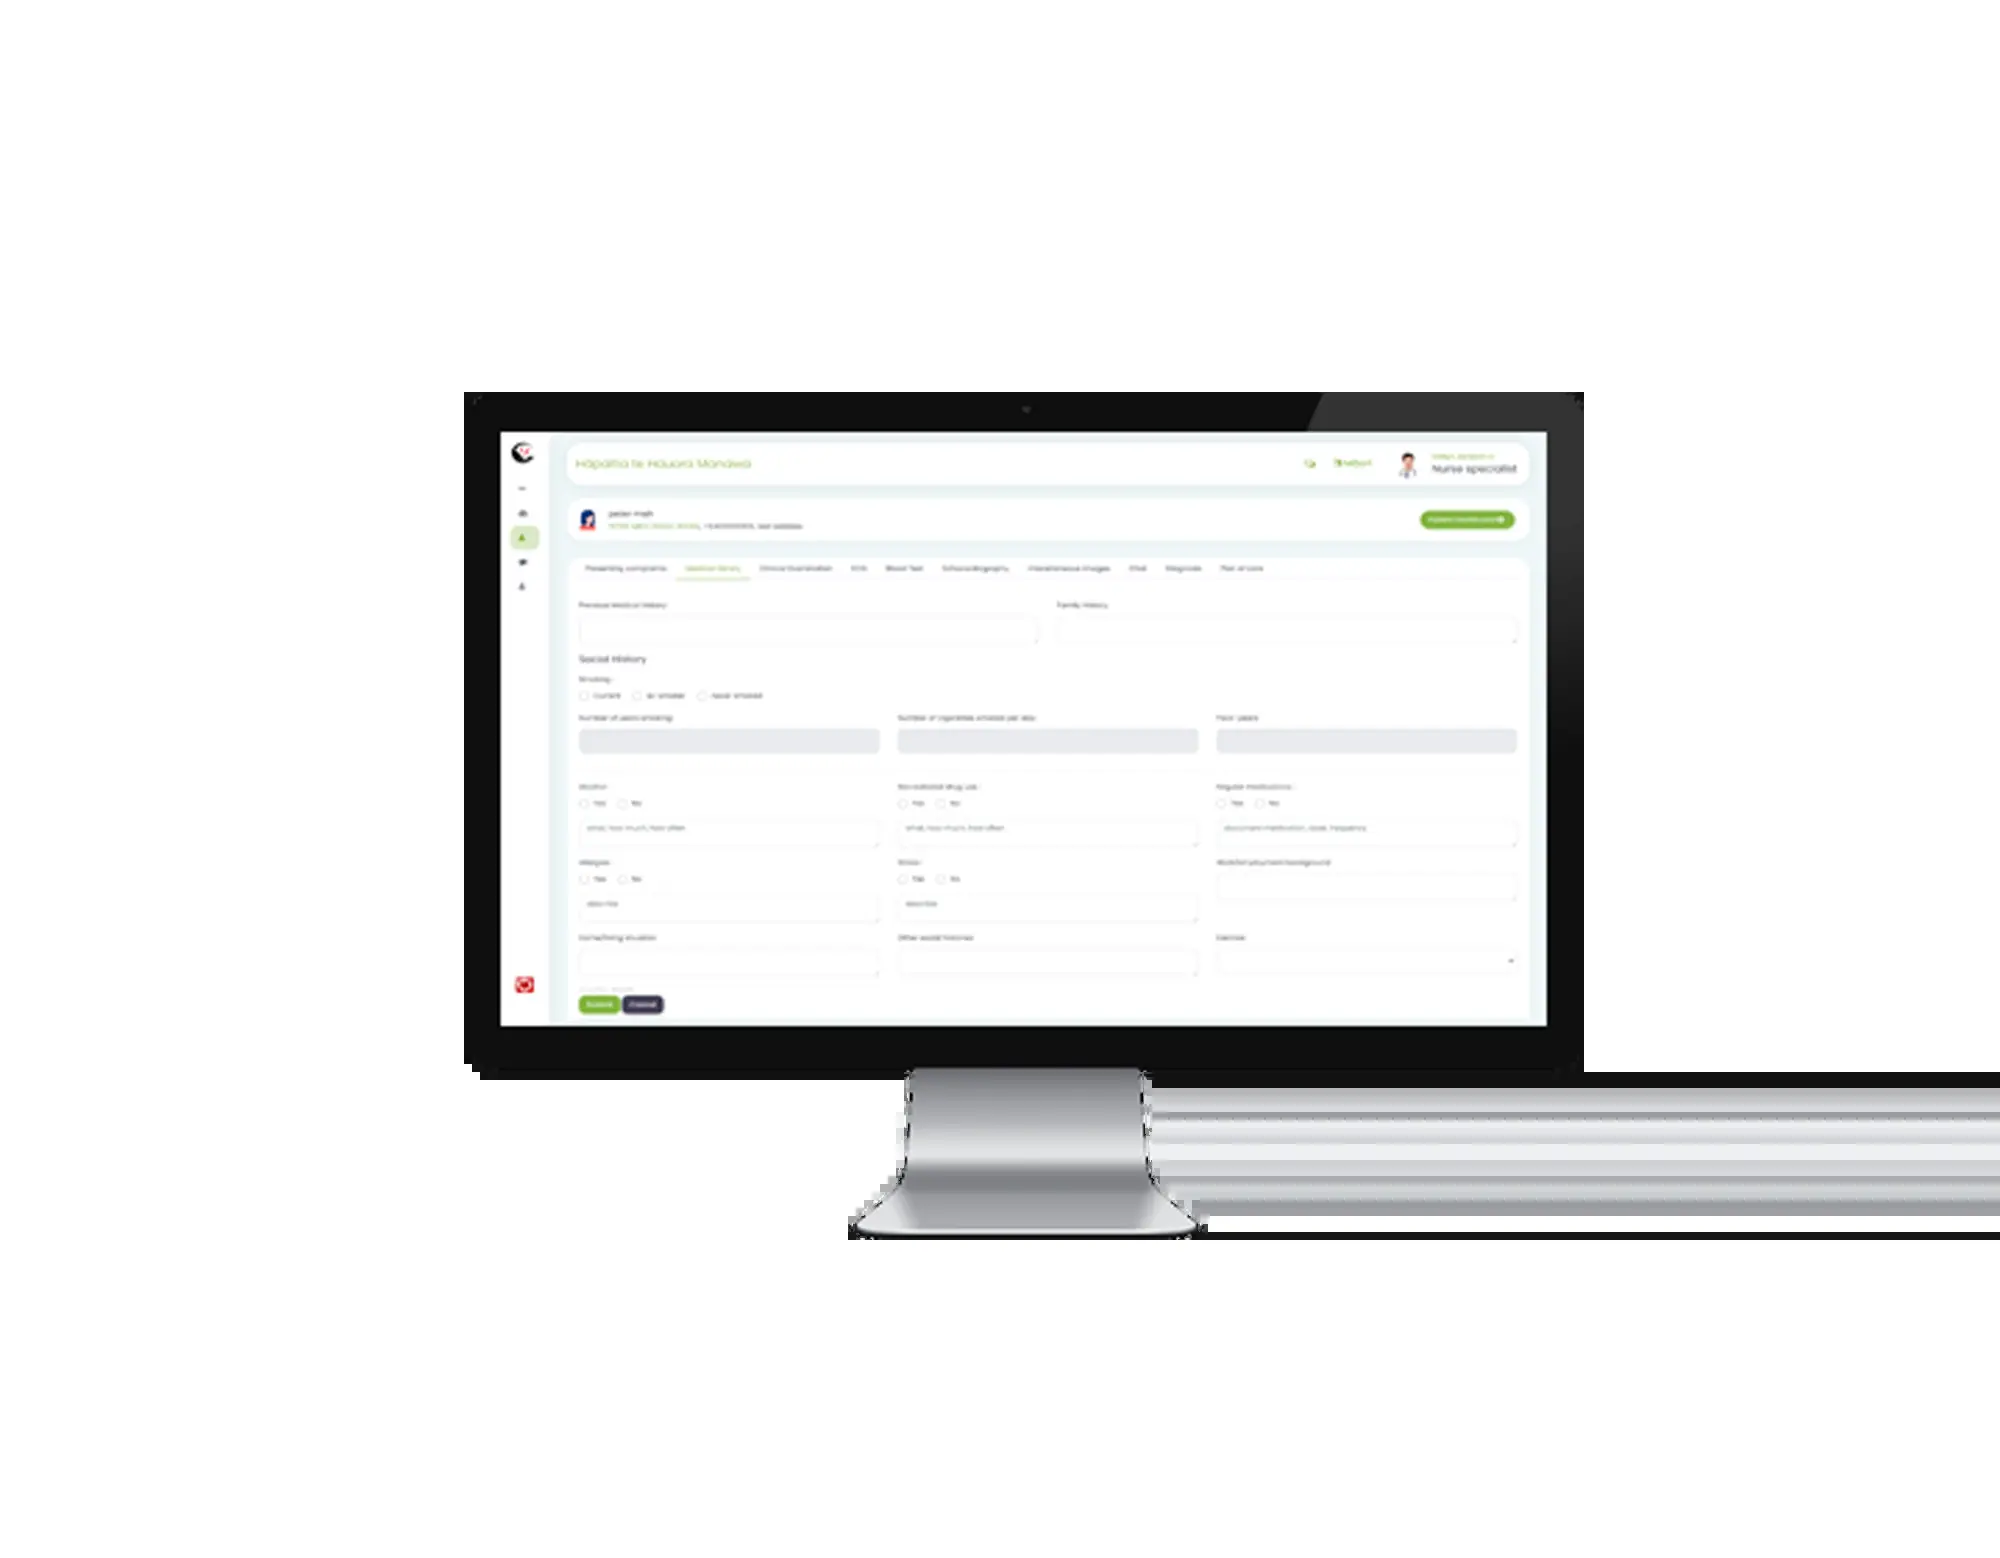 Hapaitia te Hauora Manawa
Nurse specialist
Presenting complaints Medical history Clinical Examination ECG Blood Test Echocardiography Miscellaneous Images Diagnosis Plan of care
Previous Medical History Family History
Social History
Smoking:
Current Ex-smoker Never smoked
Number of years smoking Number of cigarettes smoked per day Pack years
Alcohol Recreational drug use Regular medications:
Yes No Yes No Yes No
what, how much, how often what, how much, how often document medication, dose, frequency
Allergies Stress
Work/Employment background
Yes No Yes No
describe describe
Home/living situation Other social histories Exercise
Submit Cancel